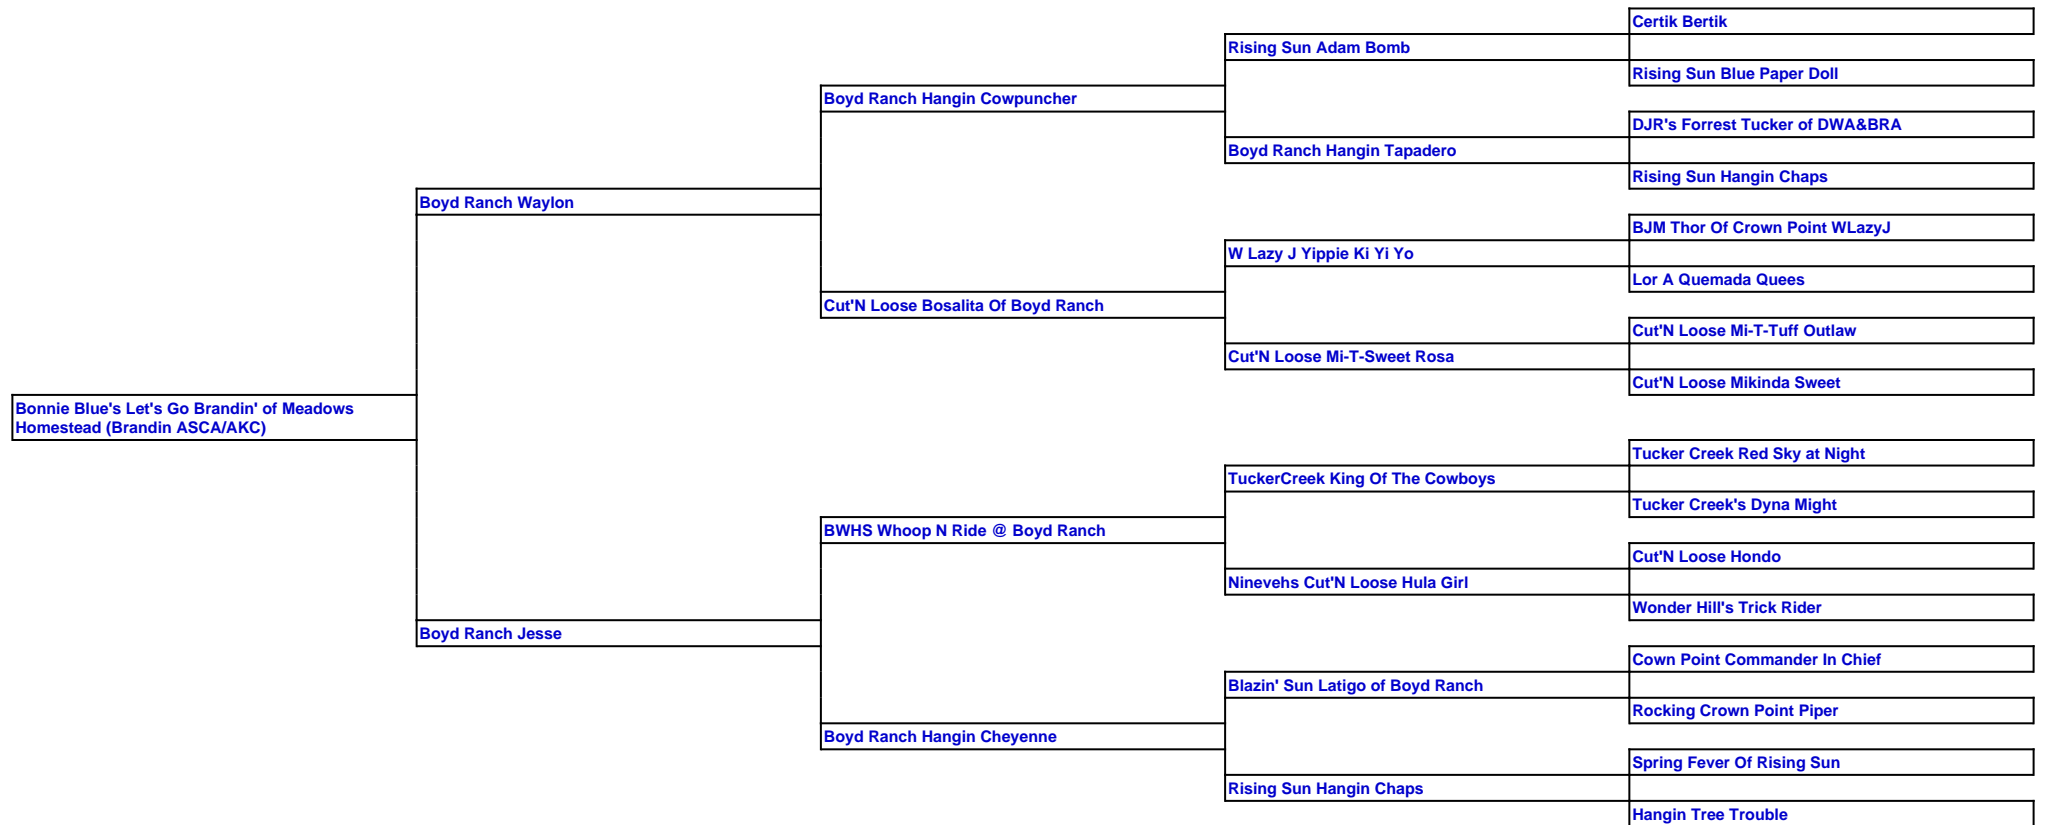 Certik Bertik
Rising Sun Adam Bomb
Rising Sun Blue Paper Doll
Boyd Ranch Hangin Cowpuncher
DJR's Forrest Tucker of DWA&BRA
Boyd Ranch Hangin Tapadero
Rising Sun Hangin Chaps
Boyd Ranch Waylon
BJM Thor Of Crown Point WLazyJ
W Lazy J Yippie Ki Yi Yo
Lor A Quemada Quees
Cut'N Loose Bosalita Of Boyd Ranch
Cut'N Loose Mi-T-Tuff Outlaw
Cut'N Loose Mi-T-Sweet Rosa
Cut'N Loose Mikinda Sweet
Bonnie Blue's Let's Go Brandin' of Meadows
Homestead (Brandin ASCA/AKC)
Tucker Creek Red Sky at Night
TuckerCreek King Of The Cowboys
Tucker Creek's Dyna Might
BWHS Whoop N Ride @ Boyd Ranch
Cut'N Loose Hondo
Ninevehs Cut'N Loose Hula Girl
Wonder Hill's Trick Rider
Boyd Ranch Jesse
Cown Point Commander In Chief
Blazin' Sun Latigo of Boyd Ranch
Rocking Crown Point Piper
Boyd Ranch Hangin Cheyenne
Spring Fever Of Rising Sun
Rising Sun Hangin Chaps
Hangin Tree Trouble